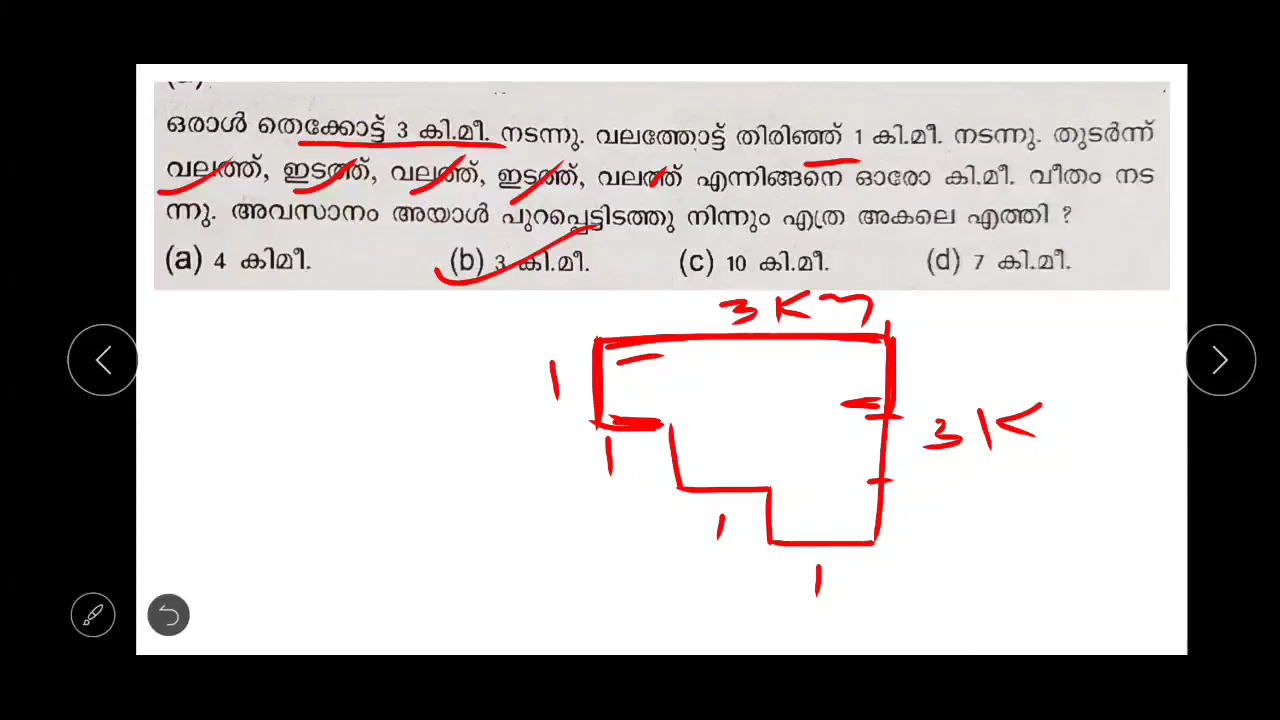 ഒരാൾ തെക്കോട്ട് 3 കി.മീ. നടന്നു. വലത്തോട്ട് തിരിഞ്ഞ് 1 കി.മീ. നടന്നു. തുടർന്ന്
വലത്ത്, ഇടത്ത്, വലത്ത്, ഇടത്ത്, വലത്ത് എന്നിങ്ങനെ ഓരോ കി.മീ. വീതം നട
ന്നു. അവസാനം അയാൾ പുറപ്പെട്ടിടത്തു നിന്നും എത്ര അകലെ എത്തി ?
(a) 4 കിമീ. (b) 3 കി.മീ. (c) 10 കി.മീ. (d) 7 കി.മീ.
3 KM
1
3 K
1
1
1